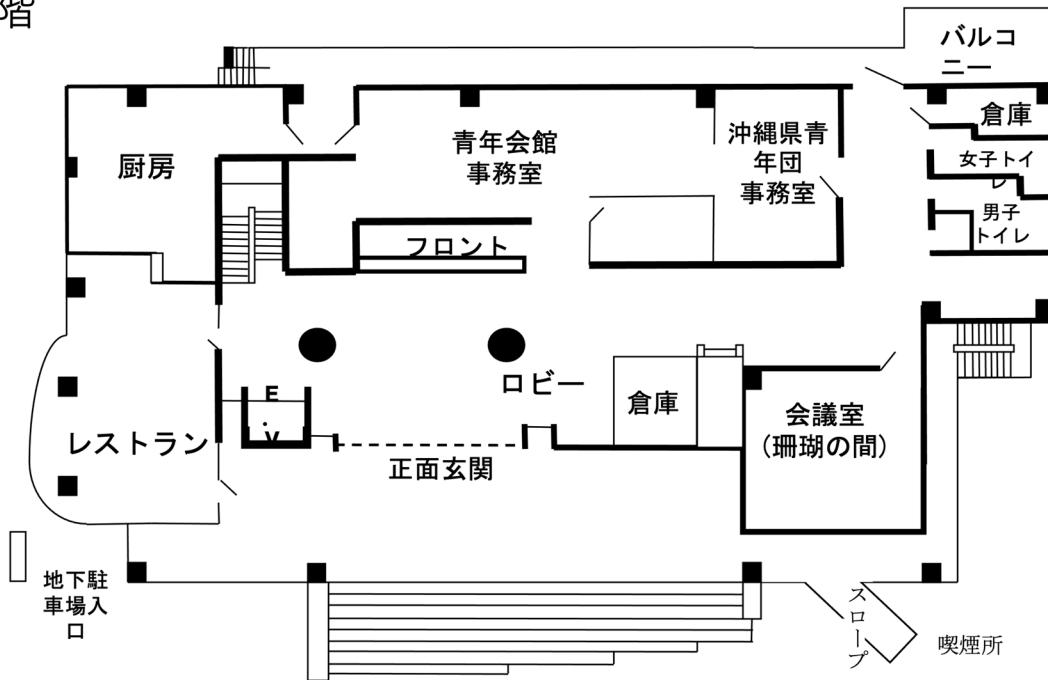 階
バルコ
ニー
倉庫
厨房
青年会館
事務室
沖縄県青
年団
事務室
女子トイ
レ
男子
トイレ
フロント
ロビー
E
.
V
倉庫
会議室
(珊瑚の間)
レストラン
正面玄関
地下駐
車場入
口
スロープ
喫煙所